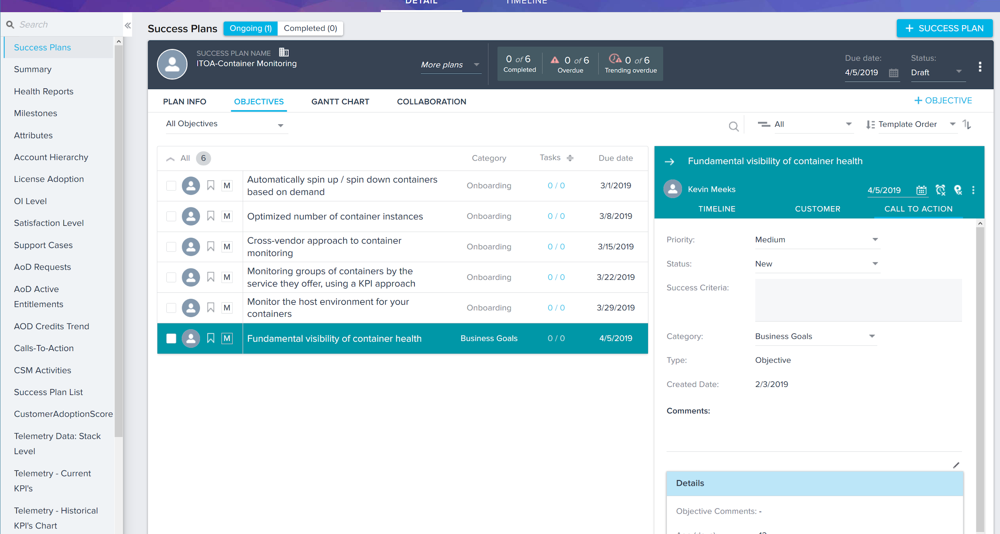 DETAIL
TIMELINE
Search
Success Plans
Summary
Health Reports
Milestones
Attributes
Account Hierarchy
License Adoption
OI Level
Satisfaction Level
Support Cases
AoD Requests
AoD Active
Entitlements
AOD Credits Trend
Calls-To-Action
CSM Activities
Success Plan List
CustomerAdoptionScore
Telemetry Data: Stack
Level
Telemetry - Current
KPI's
Telemetry - Historical
KPI's Chart
Success Plans
Ongoing (1)
Completed (0)
+ SUCCESS PLAN
SUCCESS PLAN NAME
ITOA-Container Monitoring
More plans
0 of 6
Completed
0 of 6
Overdue
0 of 6
Trending overdue
Due date:
4/5/2019
Status:
Draft
PLAN INFO
OBJECTIVES
GANTT CHART
COLLABORATION
+ OBJECTIVE
All Objectives
All
Template Order
All 6
Category
Tasks
Due date
M
Automatically spin up / spin down containers
based on demand
Onboarding
0 / 0
3/1/2019
M
Optimized number of container instances
Onboarding
0 / 0
3/8/2019
M
Cross-vendor approach to container
monitoring
Onboarding
0 / 0
3/15/2019
M
Monitoring groups of containers by the
service they offer, using a KPI approach
Onboarding
0 / 0
3/22/2019
M
Monitor the host environment for your
containers
Onboarding
0 / 0
3/29/2019
M
Fundamental visibility of container health
Business Goals
0 / 0
4/5/2019
Fundamental visibility of container health
Kevin Meeks
4/5/2019
TIMELINE
CUSTOMER
CALL TO ACTION
Priority:
Medium
Status:
New
Success Criteria:
Category:
Business Goals
Type:
Objective
Created Date:
2/3/2019
Comments:
Details
Objective Comments: -